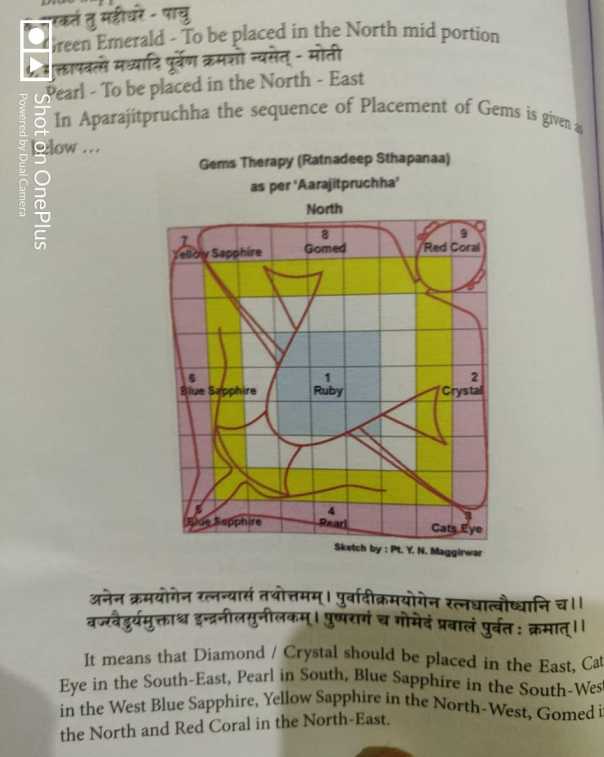 तु महीधरे - पाचु
Green Emerald - To be placed in the North mid portion
मध्यादि पूर्वेण क्रमशो न्यसेत् - मोती
Pearl - To be placed in the North - East
In Aparajitpruchha the sequence of Placement of Gems is given as
below ...
Gems Therapy (Ratnadeep Sthapanaa)
as per 'Aarajitpruchha'
North
7 8 9
Yellow Sapphire Gomed Red Coral
6 1 2
Blue Sapphire Ruby Crystal
5 4 3
Blue Sapphire Pearl Cats Eye
Sketch by : Pt. Y. N. Maggirwar
अनेन क्रमयोगेन रत्नन्यासं तथोत्तमम्। पुर्वादीक्रमयोगेन रत्नधात्वौष्धानि च।।
वज्रवैडुर्यमुक्ताश्च इन्द्रनीलसुनीलकम्। पुष्परागं च गोमेदं प्रवालं पुर्वत : क्रमात्।।
It means that Diamond / Crystal should be placed in the East, Cat
Eye in the South-East, Pearl in South, Blue Sapphire in the South-West
in the West Blue Sapphire, Yellow Sapphire in the North-West, Gomed i
the North and Red Coral in the North-East.
Shot on OnePlus
Powered by Dual Camera